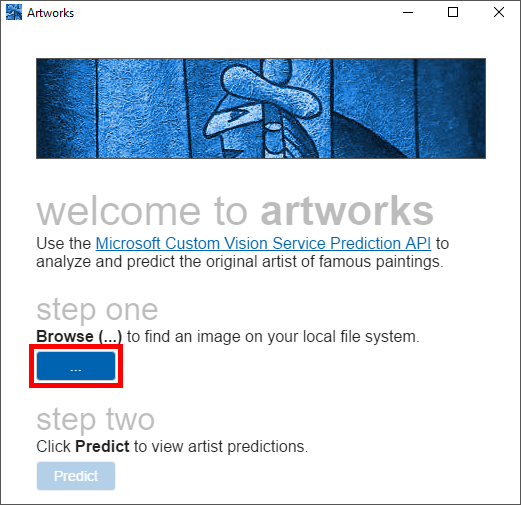 Artworks
welcome to artworks
Use the Microsoft Custom Vision Service Prediction API to
analyze and predict the original artist of famous paintings.
step one
Browse (...) to find an image on your local file system.
...
step two
Click Predict to view artist predictions.
Predict